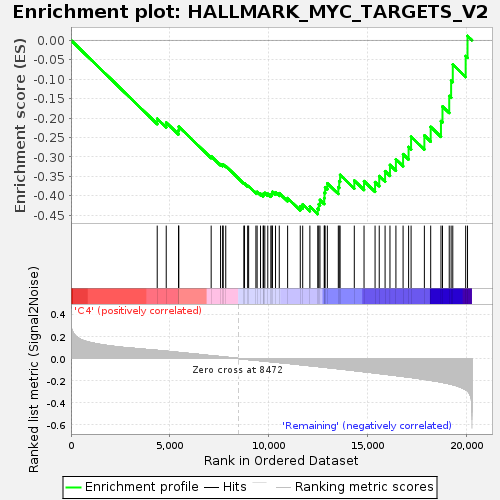 Enrichment plot: HALLMARK_MYC_TARGETS_V2
Enrichment score (ES)
0.00
-0.05
-0.10
-0.15
-0.20
-0.25
-0.30
-0.35
-0.40
-0.45
'C4' (positively correlated)
Ranked list metric (Signal2Noise)
0.4
0.2
0.0
-0.2
-0.4
-0.6
Zero cross at 8472
'Remaining' (negatively correlated)
0 5,000 10,000 15,000 20,000
Rank in Ordered Dataset
Enrichment profile Hits Ranking metric scores